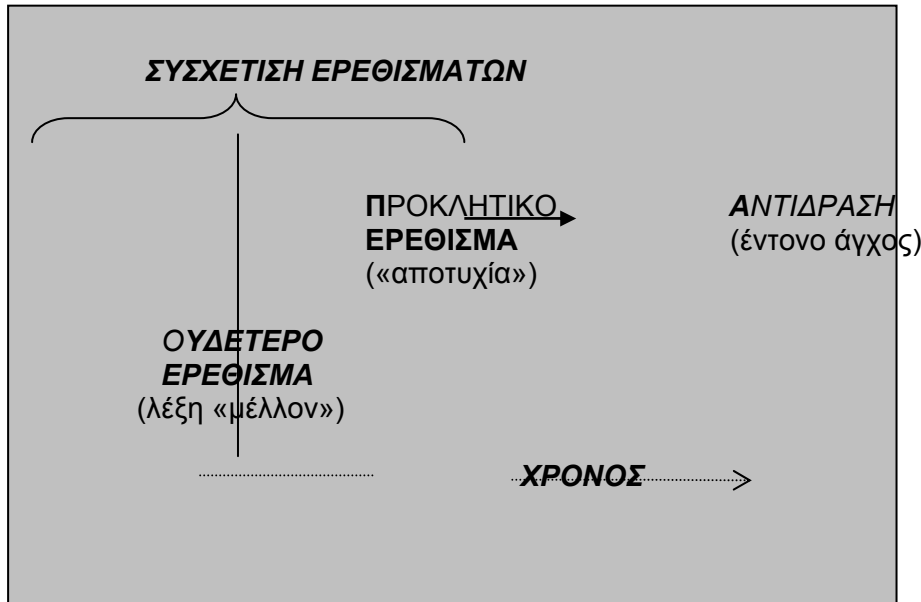 ΣΥΣΧΕΤΙΣΗ ΕΡΕΘΙΣΜΑΤΩΝ
ΠΡΟΚΛΗΤΙΚΟ
ΕΡΕΘΙΣΜΑ
(«αποτυχία»)
ΑΝΤΙΔΡΑΣΗ
(έντονο άγχος)
ΟΥΔΕΤΕΡΟ
ΕΡΕΘΙΣΜΑ
(λέξη «μέλλον»)
ΧΡΟΝΟΣ